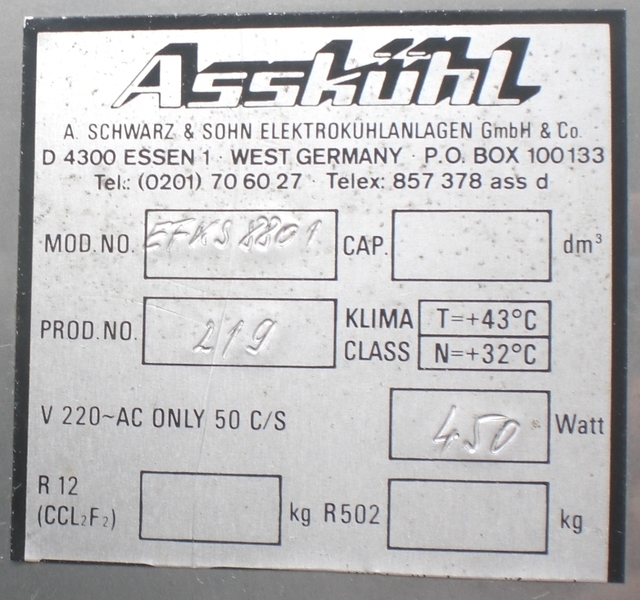 Asskühl
A. SCHWARZ & SOHN ELEKTROKÜHLANLAGEN GmbH & Co.
D 4300 ESSEN 1 · WEST GERMANY · P.O. BOX 100133
Tel.: (0201) 70 60 27 · Telex: 857 378 ass d
MOD. NO. EFKS 8801 CAP. dm³
PROD. NO. 219 KLIMA CLASS T=+43°C
N=+32°C
V 220~AC ONLY 50 C/S 450 Watt
R 12 (CCL₂F₂) kg R502 kg